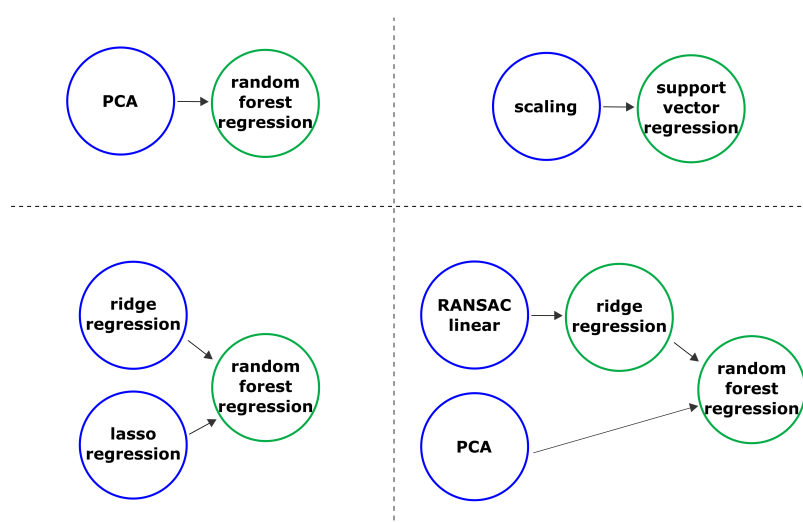 PCA
random
forest
regression
scaling
support
vector
regression
ridge
regression
lasso
regression
random
forest
regression
RANSAC
linear
ridge
regression
PCA
random
forest
regression